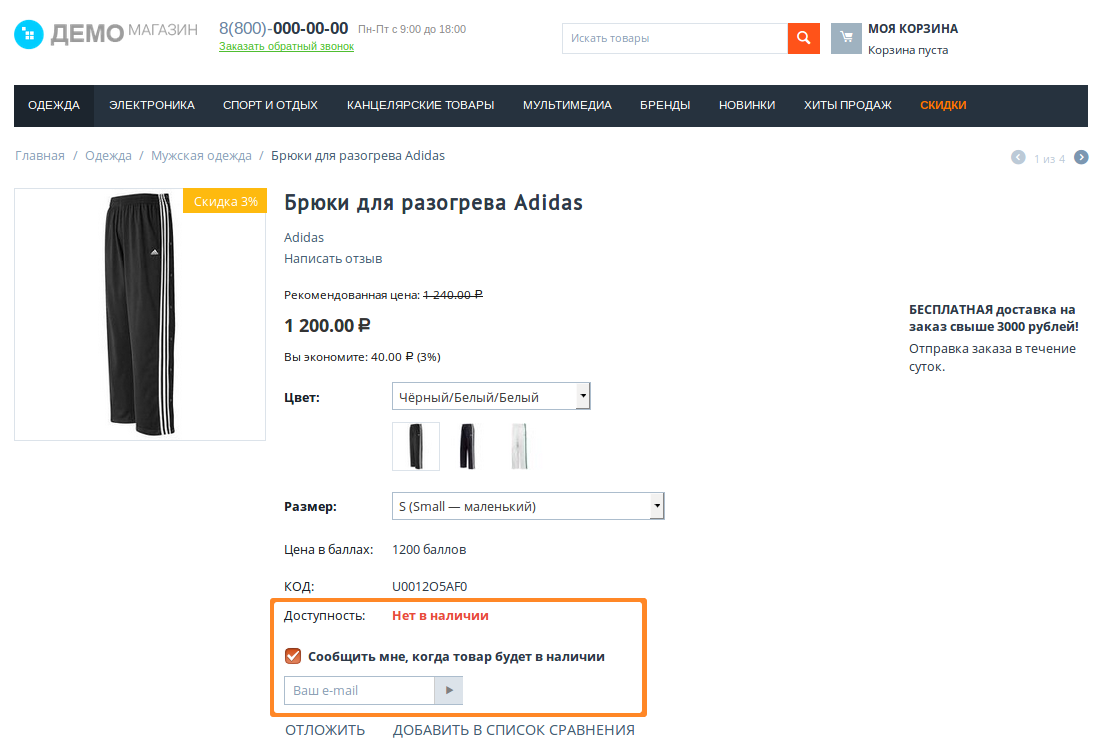 ДЕМО МАГАЗИН
8(800)-000-00-00 Пн-Пт с 9:00 до 18:00
Заказать обратный звонок
Искать товары
МОЯ КОРЗИНА
Корзина пуста
ОДЕЖДА ЭЛЕКТРОНИКА СПОРТ И ОТДЫХ КАНЦЕЛЯРСКИЕ ТОВАРЫ МУЛЬТИМЕДИА БРЕНДЫ НОВИНКИ ХИТЫ ПРОДАЖ СКИДКИ
Главная / Одежда / Мужская одежда / Брюки для разогрева Adidas
1 из 4
Скидка 3%
Брюки для разогрева Adidas
Adidas
Написать отзыв
Рекомендованная цена: 1 240.00 ₽
1 200.00 ₽
Вы экономите: 40.00 ₽ (3%)
БЕСПЛАТНАЯ доставка на
заказ свыше 3000 рублей!
Отправка заказа в течение
суток.
Цвет: Чёрный/Белый/Белый
Размер: S (Small — маленький)
Цена в баллах: 1200 баллов
КОД: U0012O5AF0
Доступность: Нет в наличии
Сообщить мне, когда товар будет в наличии
Ваш e-mail
ОТЛОЖИТЬ ДОБАВИТЬ В СПИСОК СРАВНЕНИЯ